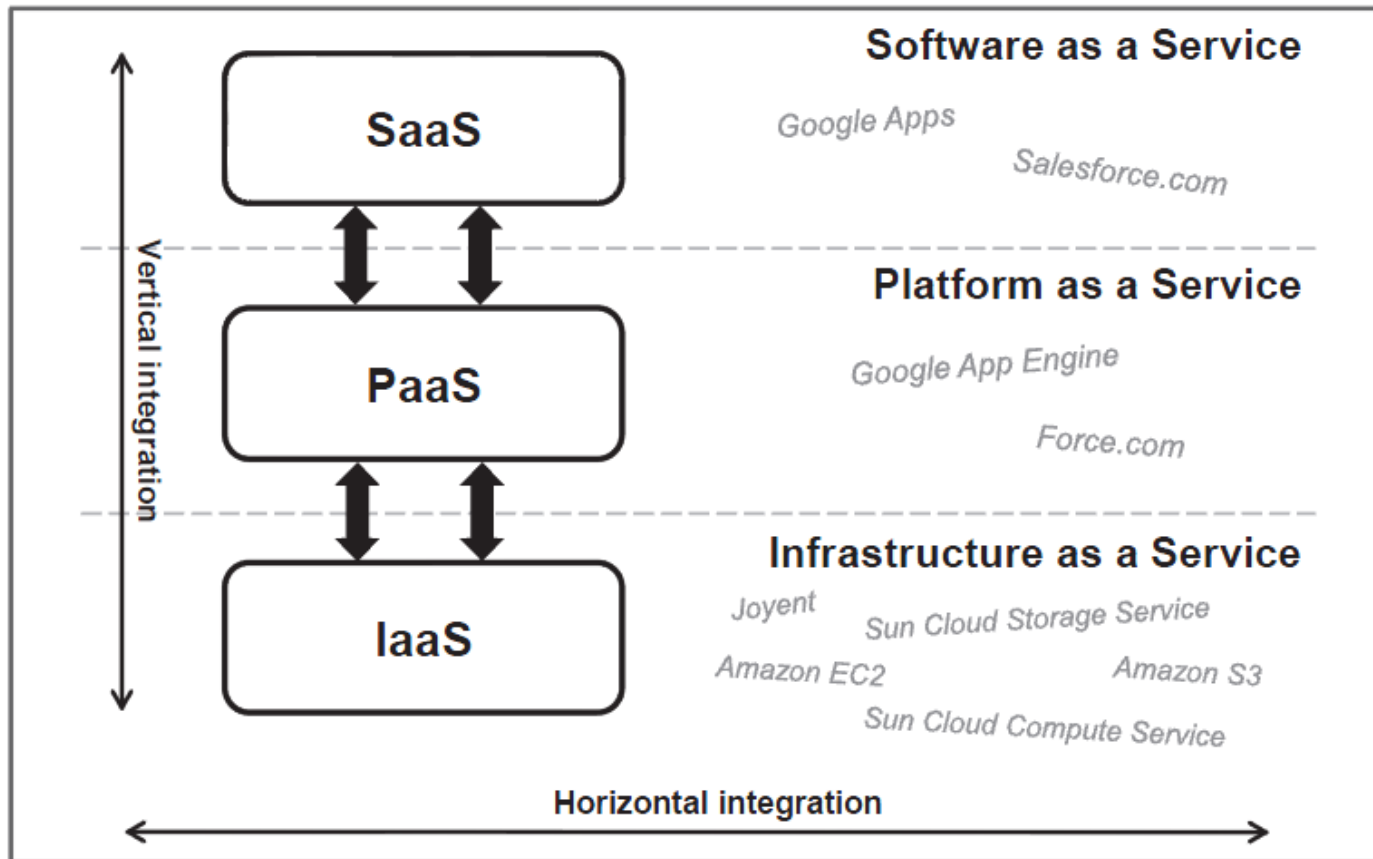 Software as a Service
SaaS
Google Apps
Salesforce.com
Vertical integration
Platform as a Service
PaaS
Google App Engine
Force.com
Infrastructure as a Service
IaaS
Joyent
Sun Cloud Storage Service
Amazon EC2
Amazon S3
Sun Cloud Compute Service
Horizontal integration